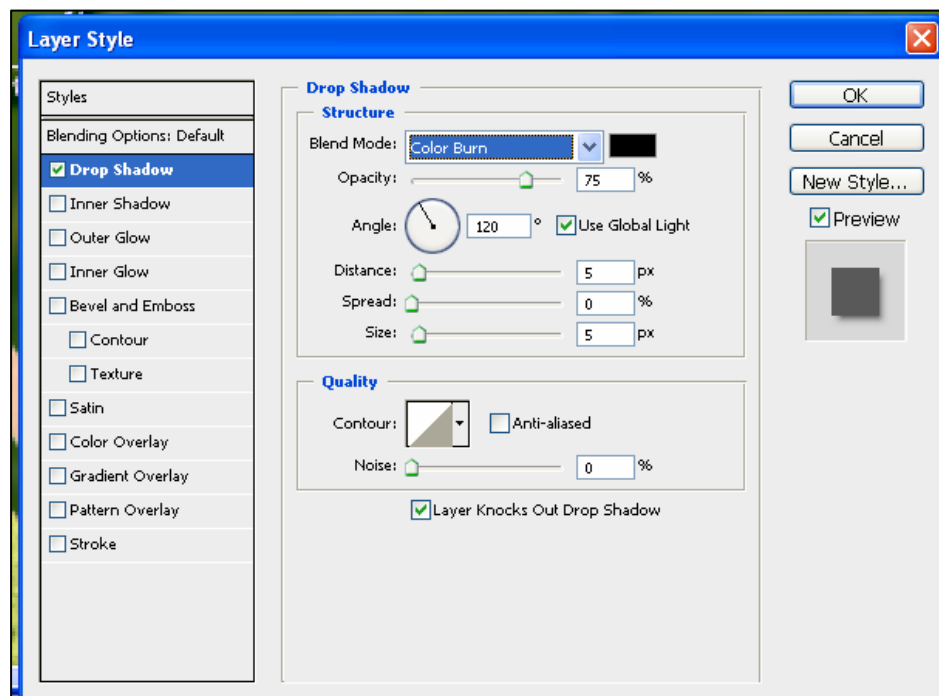 Layer Style
Styles
Blending Options: Default
Drop Shadow
Inner Shadow
Outer Glow
Inner Glow
Bevel and Emboss
Contour
Texture
Satin
Color Overlay
Gradient Overlay
Pattern Overlay
Stroke
Drop Shadow
Structure
Blend Mode: Color Burn
Opacity: 75 %
Angle: 120 ° Use Global Light
Distance: 5 px
Spread: 0 %
Size: 5 px
Quality
Contour: Anti-aliased
Noise: 0 %
Layer Knocks Out Drop Shadow
OK
Cancel
New Style...
Preview